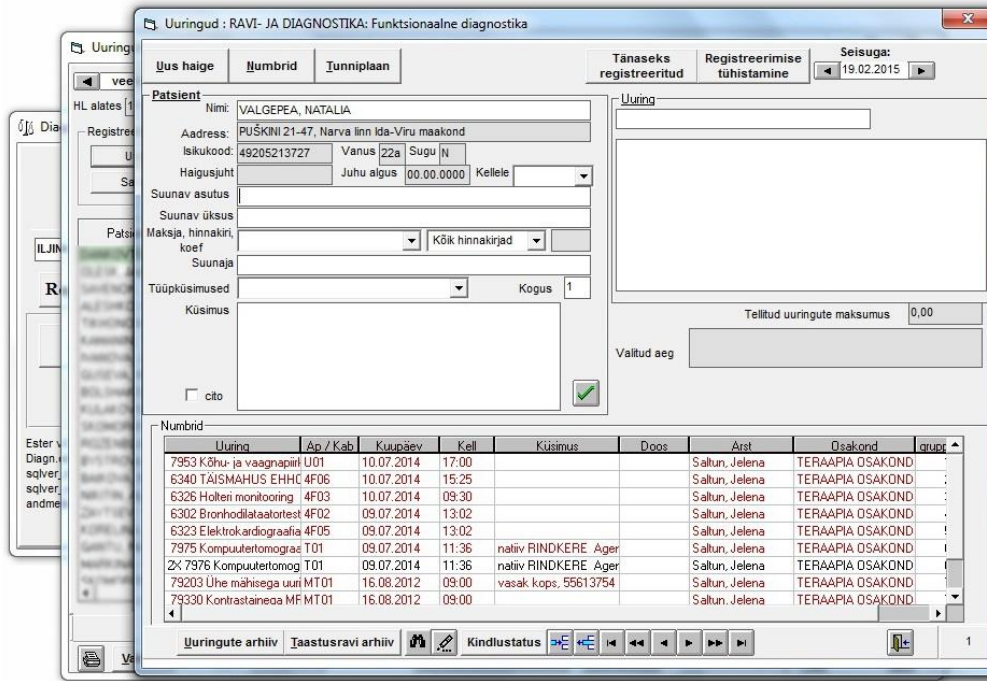 Uuringud : RAVI- JA DIAGNOSTIKA: Funktsionaalne diagnostika
Uus haige Numbrid Tunniplaan Tänaseks registreeritud Registreerimise tühistamine Seisuga:
19.02.2015
Patsient
Nimi: VALGEPEA, NATALIA
Aadress: PUŠKINI 21-47, Narva linn Ida-Viru maakond
Isikukood: 49205213727 Vanus 22a Sugu N
Haigusjuht Juhu algus 00.00.0000 Kellele
Suunav asutus
Suunav üksus
Maksja, hinnakiri, koef Kõik hinnakirjad
Suunaja
Tüüpküsimused Kogus 1
Küsimus
cito
Uuring
Tellitud uuringute maksumus 0,00
Valitud aeg
Numbrid
Uuring Ap / Kab Kuupäev Kell Küsimus Doos Arst Osakond grupp
7953 Kõhu- ja vaagnapiirl U01 10.07.2014 17:00 Saltun, Jelena TERAAPIA OSAKOND
6340 TÄISMAHUS EHHO 4F06 10.07.2014 15:25 Saltun, Jelena TERAAPIA OSAKOND
6326 Holteri monitooring 4F03 10.07.2014 09:30 Saltun, Jelena TERAAPIA OSAKOND
6302 Bronhodilataatortest 4F02 09.07.2014 13:02 Saltun, Jelena TERAAPIA OSAKOND
6323 Elektrokardiograafia 4F05 09.07.2014 13:02 Saltun, Jelena TERAAPIA OSAKOND
7975 Kompuutertomograa T01 09.07.2014 11:36 natiiv RINDKERE Ager Saltun, Jelena TERAAPIA OSAKOND
2X 7976 Kompuutertomog T01 09.07.2014 11:36 natiiv RINDKERE Ager Saltun, Jelena TERAAPIA OSAKOND
79203 Ühe mähisega uuri MT01 16.08.2012 09:00 vasak kops, 55613754 Saltun, Jelena TERAAPIA OSAKOND
79330 Kontrastainega MF MT01 16.08.2012 09:00 Saltun, Jelena TERAAPIA OSAKOND
Uuringute arhiiv Taastusravi arhiiv Kindlustatus 1
Uuring
vee
HL alates 1
Registree
U
Sa
Patsie
Va
Dia
ILJIN
R
Ester v
Diagn.
sqlver_
sqlver_
andme